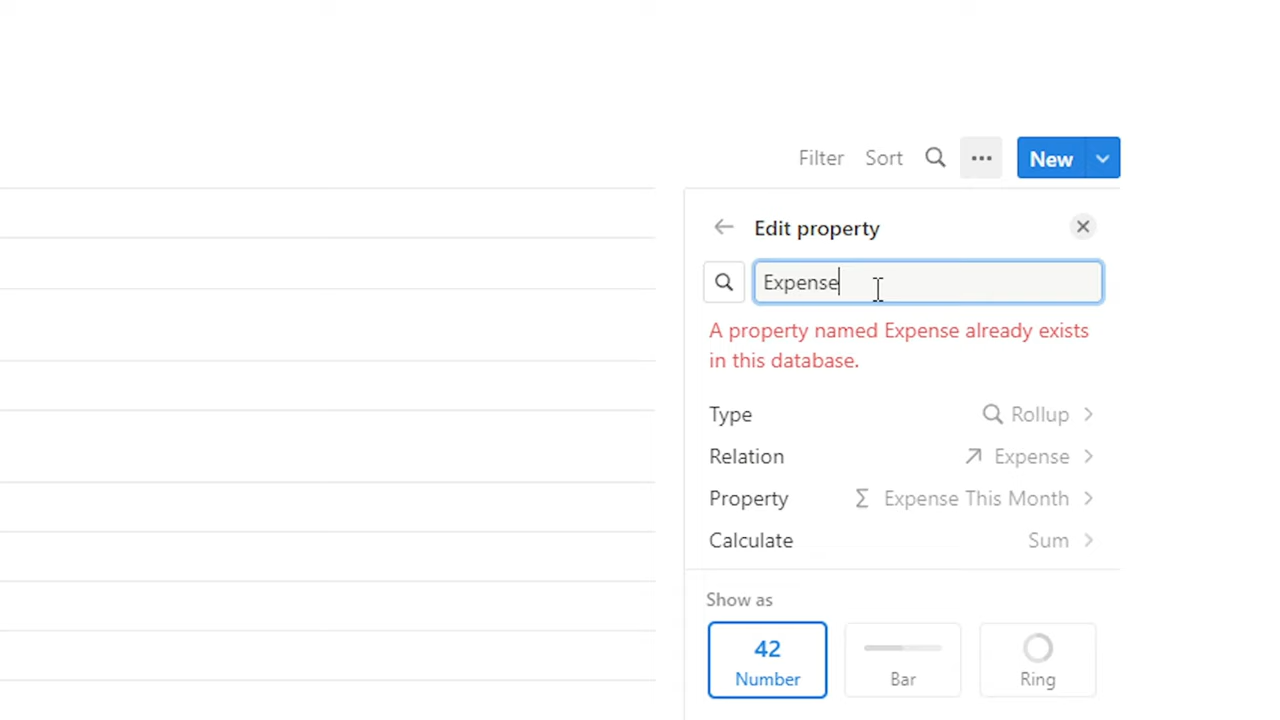 Filter Sort New
Edit property
Expense
A property named Expense already exists
in this database.
Type Rollup
Relation Expense
Property Σ Expense This Month
Calculate Sum
Show as
42
Number Bar Ring